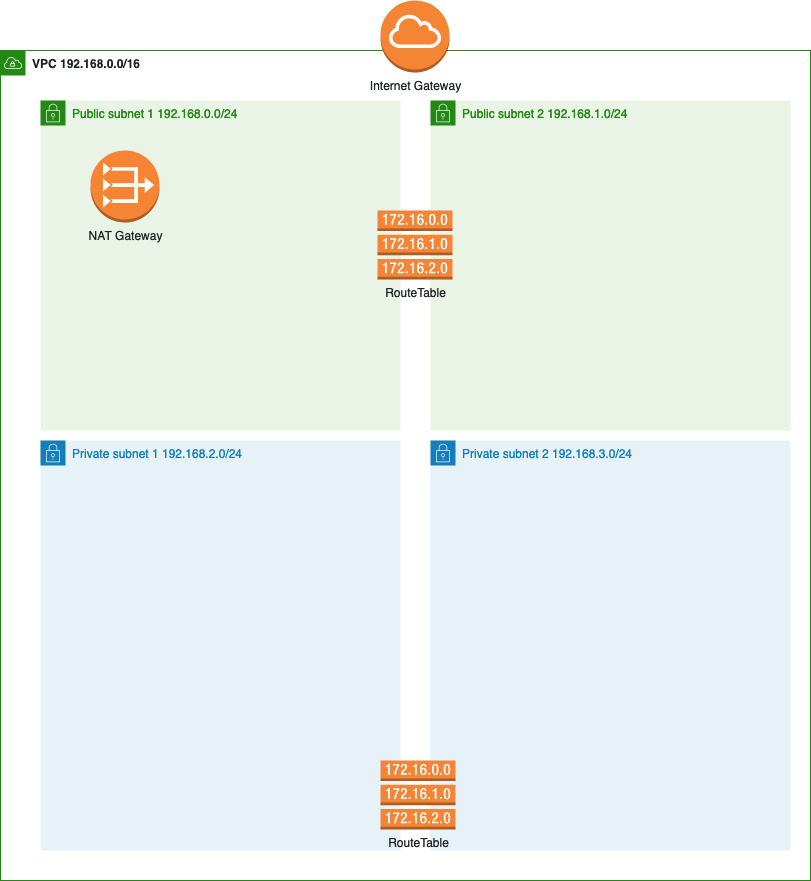 VPC 192.168.0.0/16
Internet Gateway
Public subnet 1 192.168.0.0/24
Public subnet 2 192.168.1.0/24
NAT Gateway
172.16.0.0
172.16.1.0
172.16.2.0
RouteTable
Private subnet 1 192.168.2.0/24
Private subnet 2 192.168.3.0/24
172.16.0.0
172.16.1.0
172.16.2.0
RouteTable